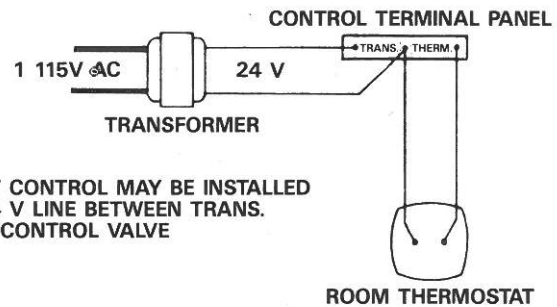 CONTROL TERMINAL PANEL
TRANS. THERM.
1 115V AC
24 V
TRANSFORMER
CONTROL MAY BE INSTALLED
V LINE BETWEEN TRANS.
CONTROL VALVE
ROOM THERMOSTAT